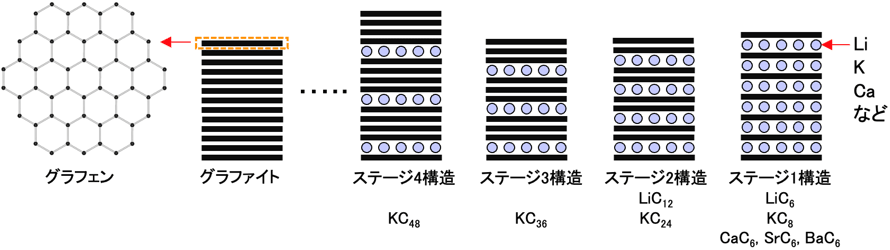 Li
K
Ca
など
グラフェン
グラファイト
ステージ4構造
KC48
ステージ3構造
KC36
ステージ2構造
LiC12
KC24
ステージ1構造
LiC6
KC8
CaC6, SrC6, BaC6